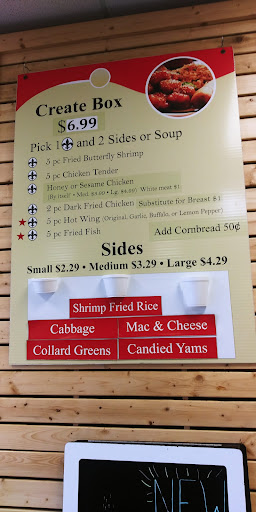 Create Box
$6.99
Pick 1 and 2 Sides or Soup
5 pc Fried Butterfly Shrimp
5 pc Chicken Tender
Honey or Sesame Chicken
White meat $1
2 pc Dark Fried Chicken Substitute for Breast $1
5 pc Hot Wing (Original, Garlic, Buffalo, or Lemon Pepper)
5 pc Fried Fish
Add Cornbread 50¢
Sides
Small $2.29 • Medium $3.29 • Large $4.29
Shrimp Fried Rice
Cabbage
Mac & Cheese
Collard Greens
Candied Yams
NEW